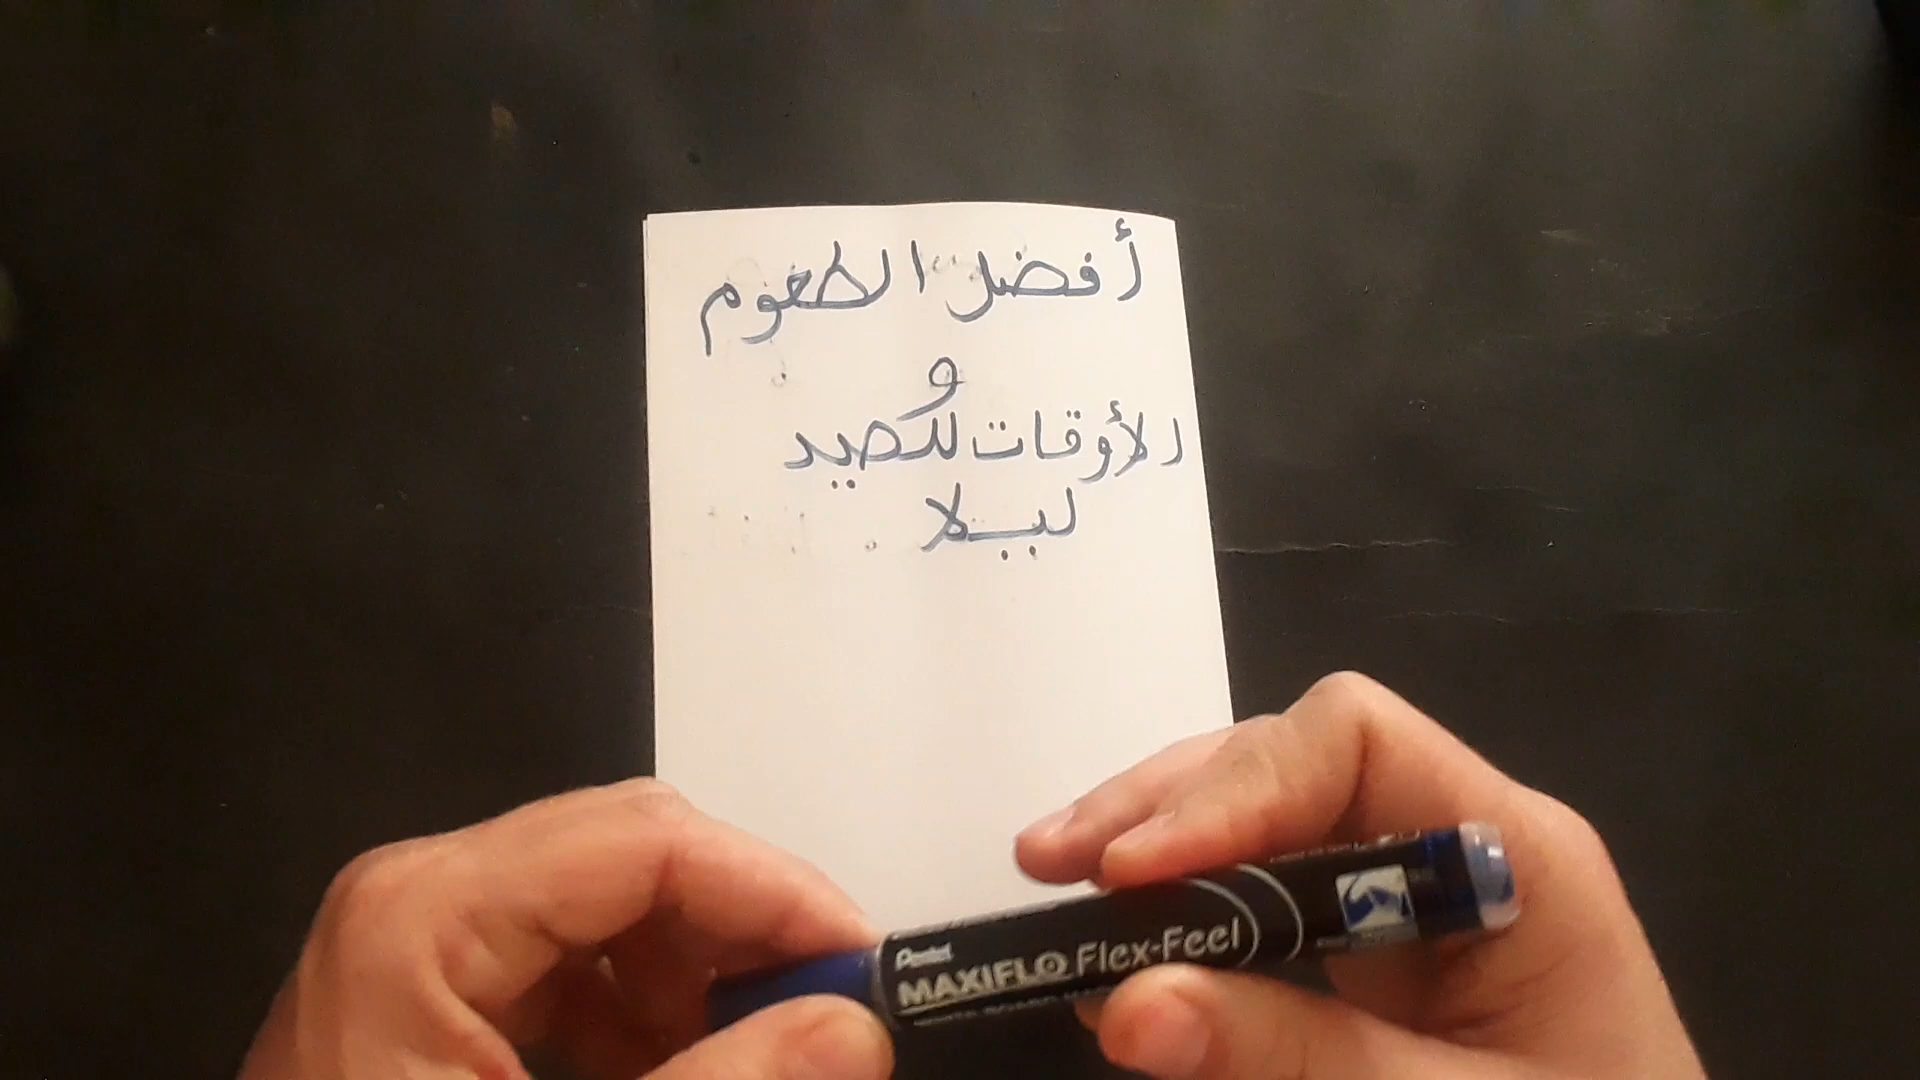 أفضل الطعوم
و
الأوقات للصيد
ليلا
Pentel
MAXIFLO Flex-Feel